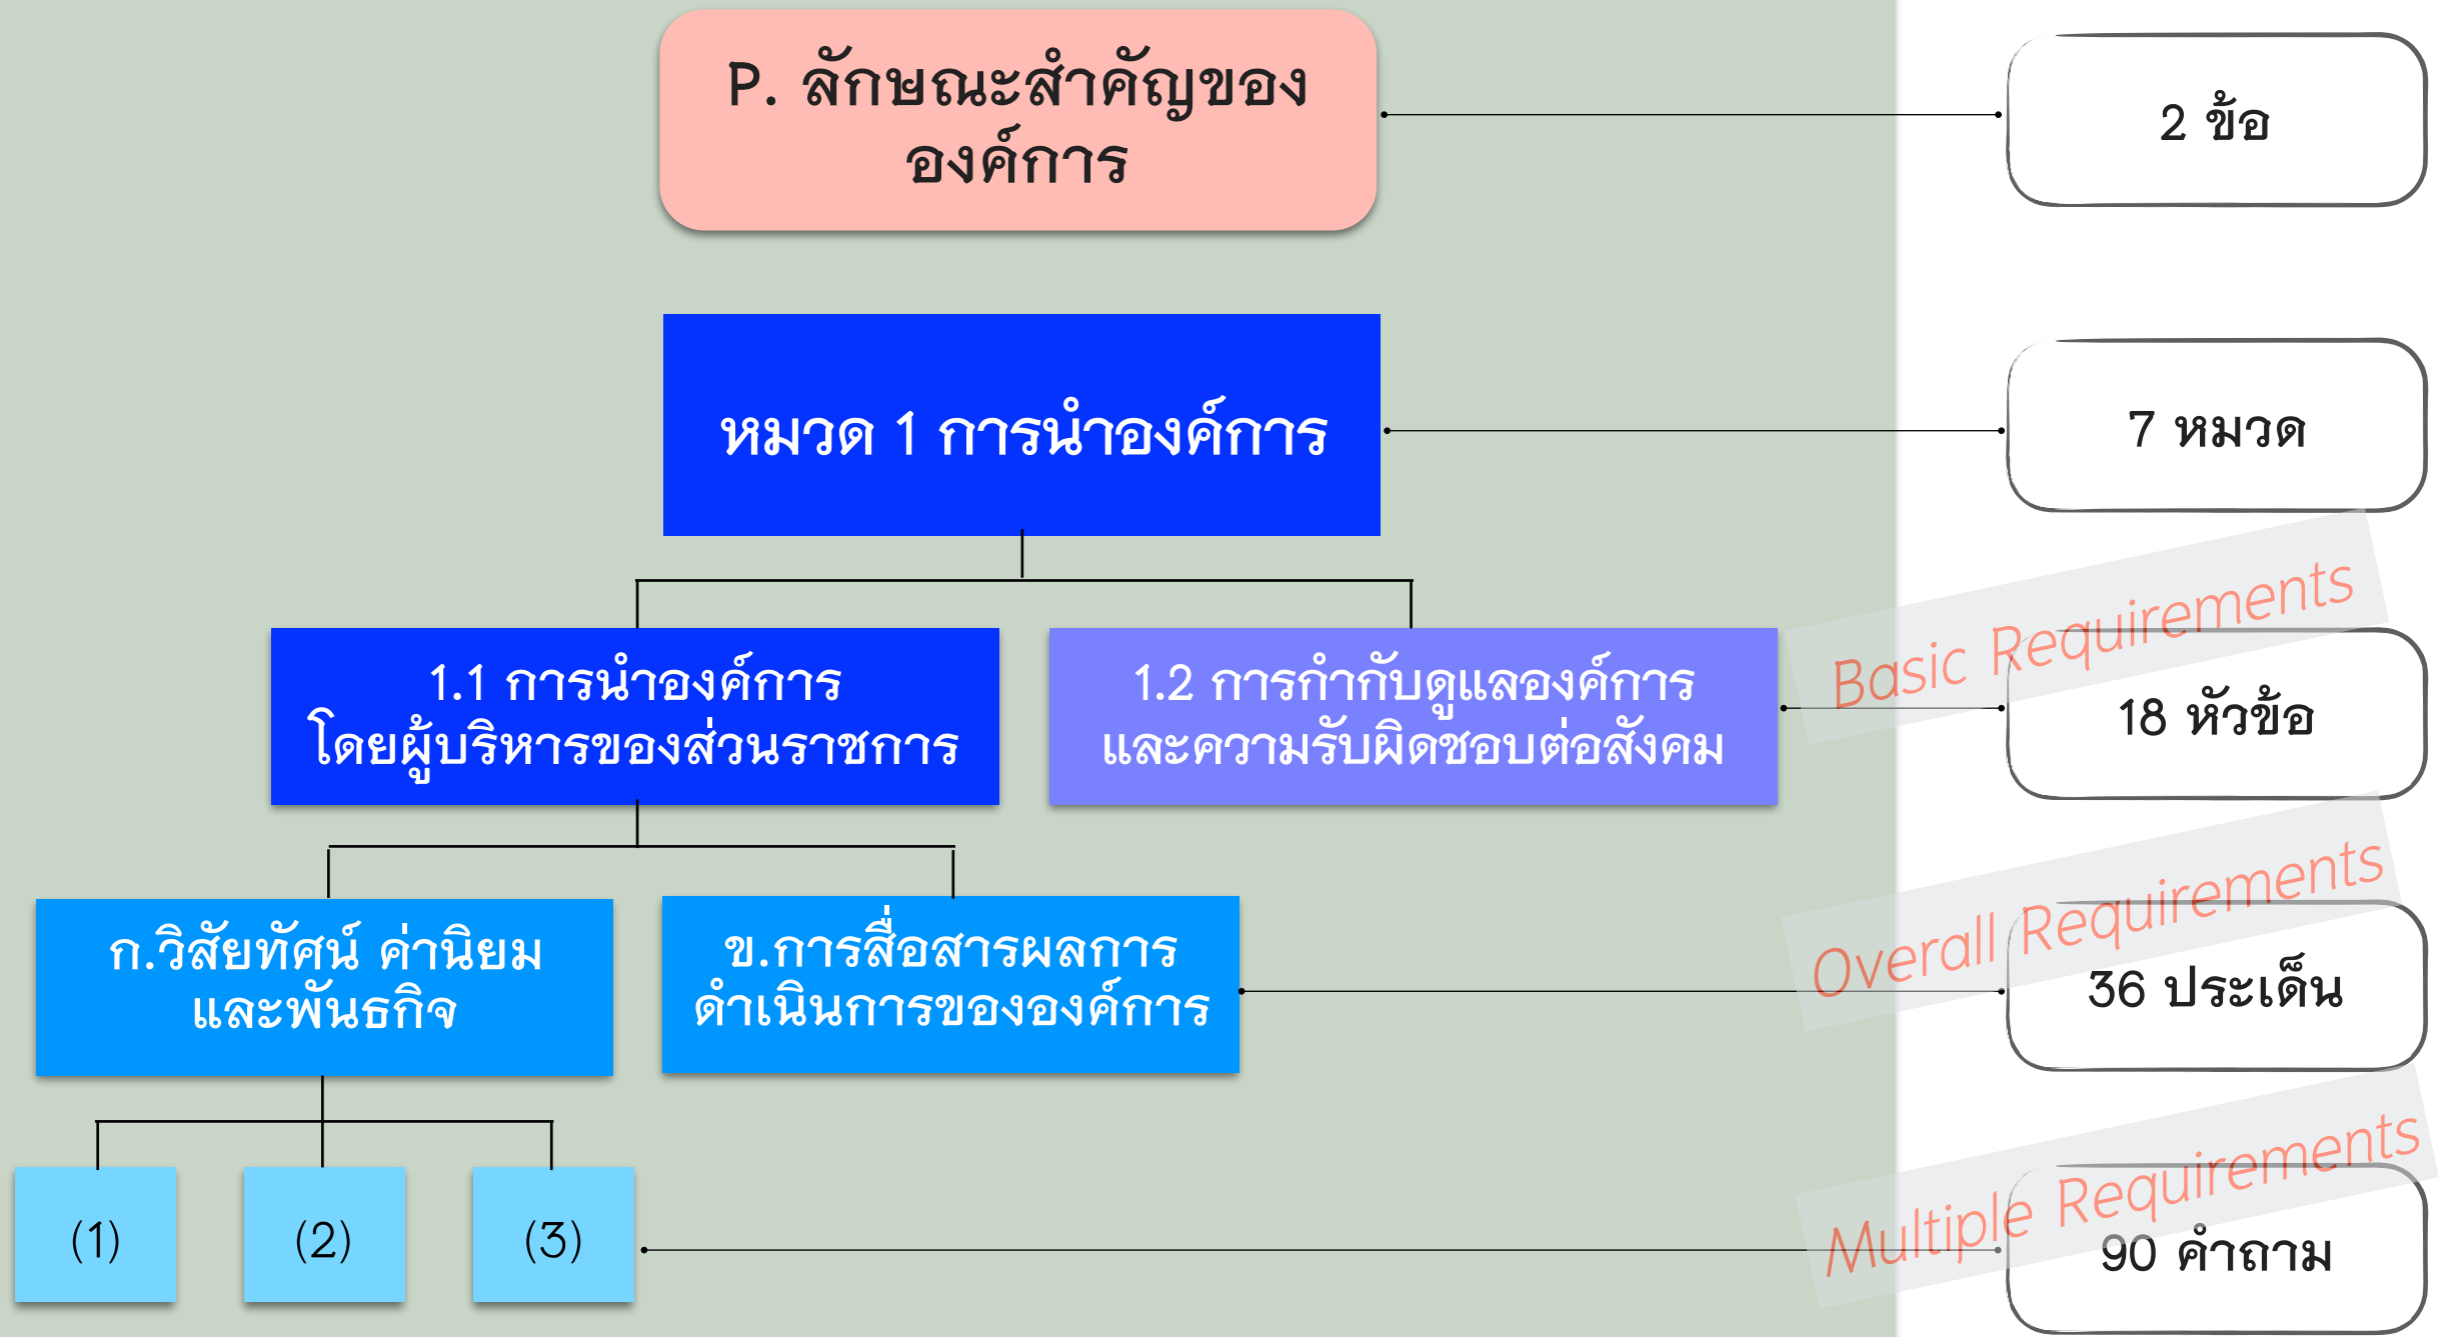 P. ลักษณะสำคัญของ
องค์การ
2 ข้อ
หมวด 1 การนำองค์การ
7 หมวด
Basic Requirements
1.1 การนำองค์การ
โดยผู้บริหารของส่วนราชการ
1.2 การกำกับดูแลองค์การ
และความรับผิดชอบต่อสังคม
18 หัวข้อ
Overall Requirements
ก.วิสัยทัศน์ ค่านิยม
และพันธกิจ
ข.การสื่อสารผลการ
ดำเนินการขององค์การ
36 ประเด็น
Multiple Requirements
(1)
(2)
(3)
90 คำถาม